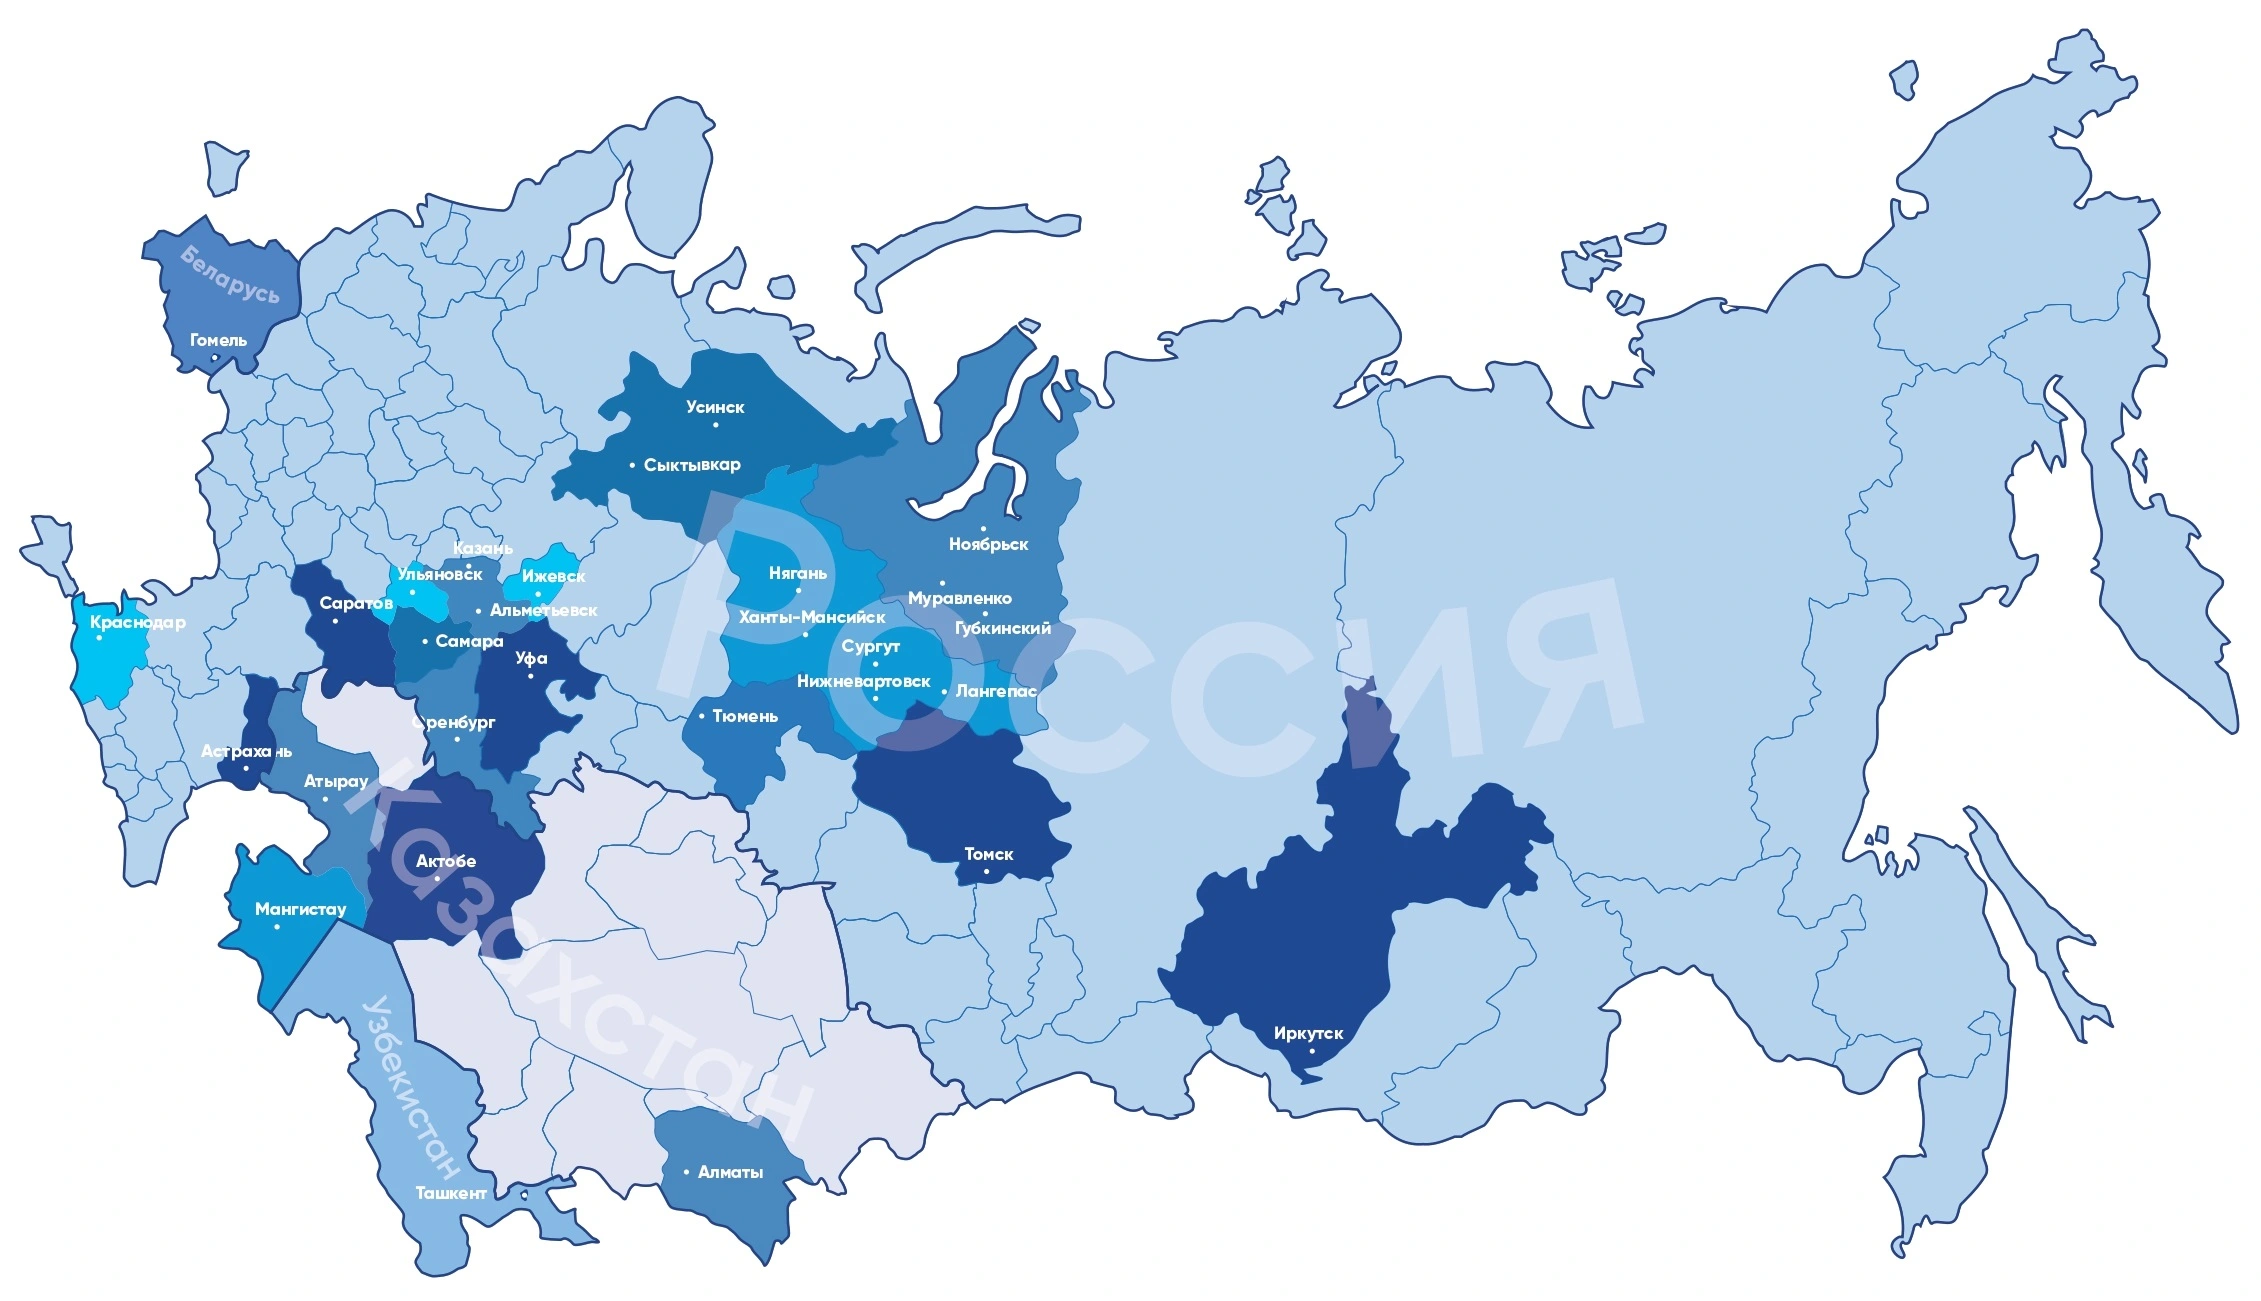 Беларусь
Гомель
Усинск
Сыктывкар
Россия
Ноябрьск
Казань
Ульяновск
Ижевск
Нягань
Муравленко
Саратов
Альметьевск
Краснодар
Ханты-Мансийск
Губкинский
Самара
Сургут
Уфа
Нижневартовск
Лангепас
Тюмень
Оренбург
Астрахань
Атырау
Казахстан
Актобе
Томск
Мангистау
Узбекистан
Иркутск
Алматы
Ташкент